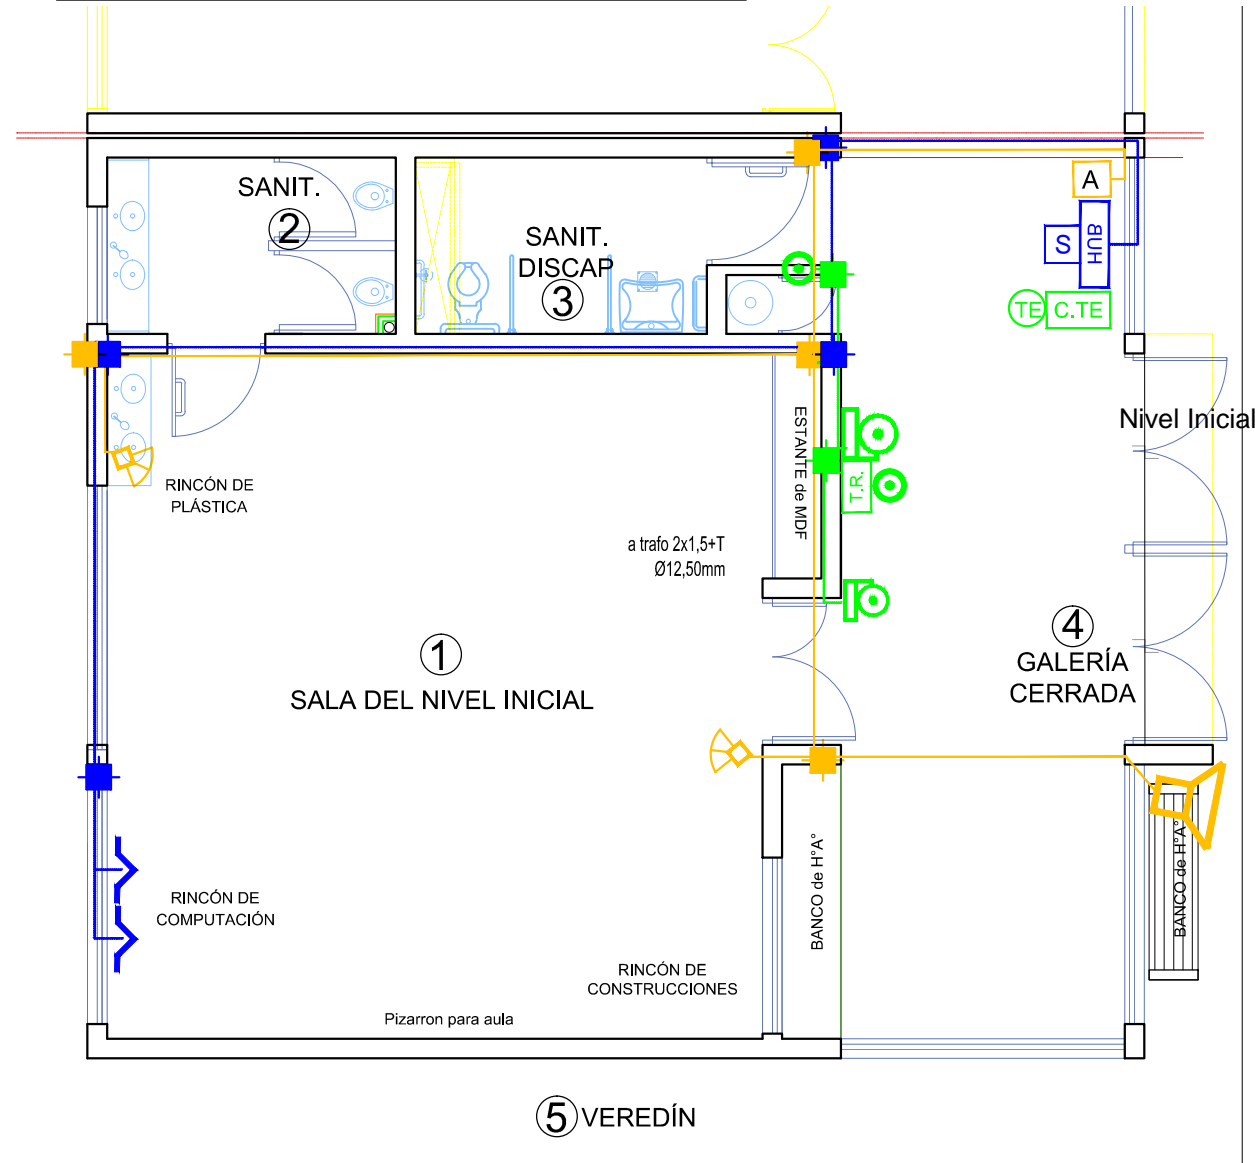 SANIT.
2
SANIT.
DISCAP
3
A
S
HUB
TE
C.TE
Nivel Inicial
ESTANTE de MDF
T.R.
RINCÓN DE
PLÁSTICA
a trafo 2x1,5+T
Ø12,50mm
1
SALA DEL NIVEL INICIAL
4
GALERÍA
CERRADA
BANCO de H°A°
BANCO de H°A°
RINCÓN DE
COMPUTACIÓN
RINCÓN DE
CONSTRUCCIONES
Pizarron para aula
5 VEREDÍN